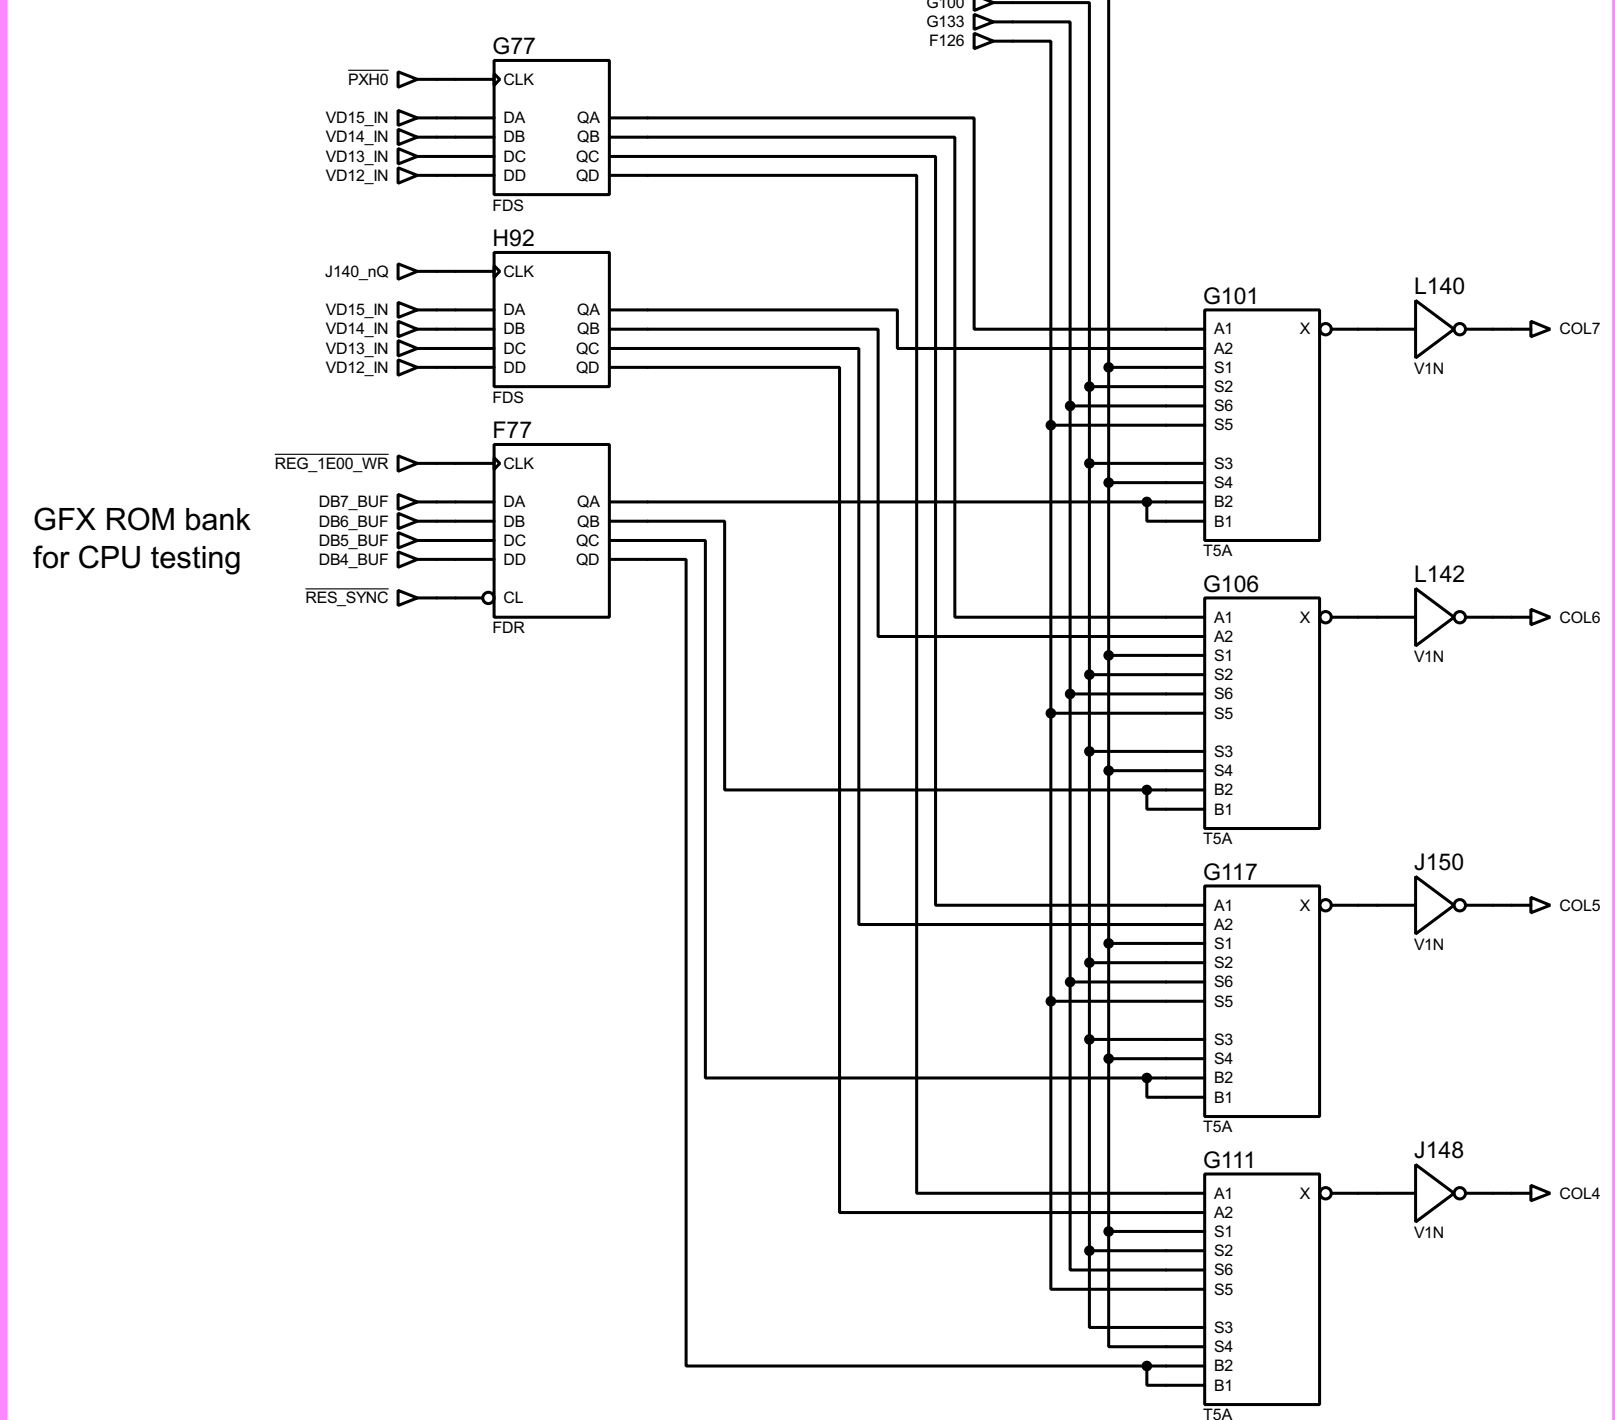 G100
G133
F126
G77
PXH0
CLK
VD15_IN
DA
QA
VD14_IN
DB
QB
VD13_IN
DC
QC
VD12_IN
DD
QD
FDS
H92
J140_nQ
CLK
VD15_IN
DA
QA
VD14_IN
DB
QB
VD13_IN
DC
QC
VD12_IN
DD
QD
FDS
F77
REG_1E00_WR
CLK
DB7_BUF
DA
QA
DB6_BUF
DB
QB
DB5_BUF
DC
QC
DB4_BUF
DD
QD
RES_SYNC
CL
FDR
GFX ROM bank
for CPU testing
G101
A1
X
A2
S1
S2
S6
S5
S3
S4
B2
B1
T5A
L140
V1N
COL7
G106
A1
X
A2
S1
S2
S6
S5
S3
S4
B2
B1
T5A
L142
V1N
COL6
G117
A1
X
A2
S1
S2
S6
S5
S3
S4
B2
B1
T5A
J150
V1N
COL5
G111
A1
X
A2
S1
S2
S6
S5
S3
S4
B2
B1
T5A
J148
V1N
COL4